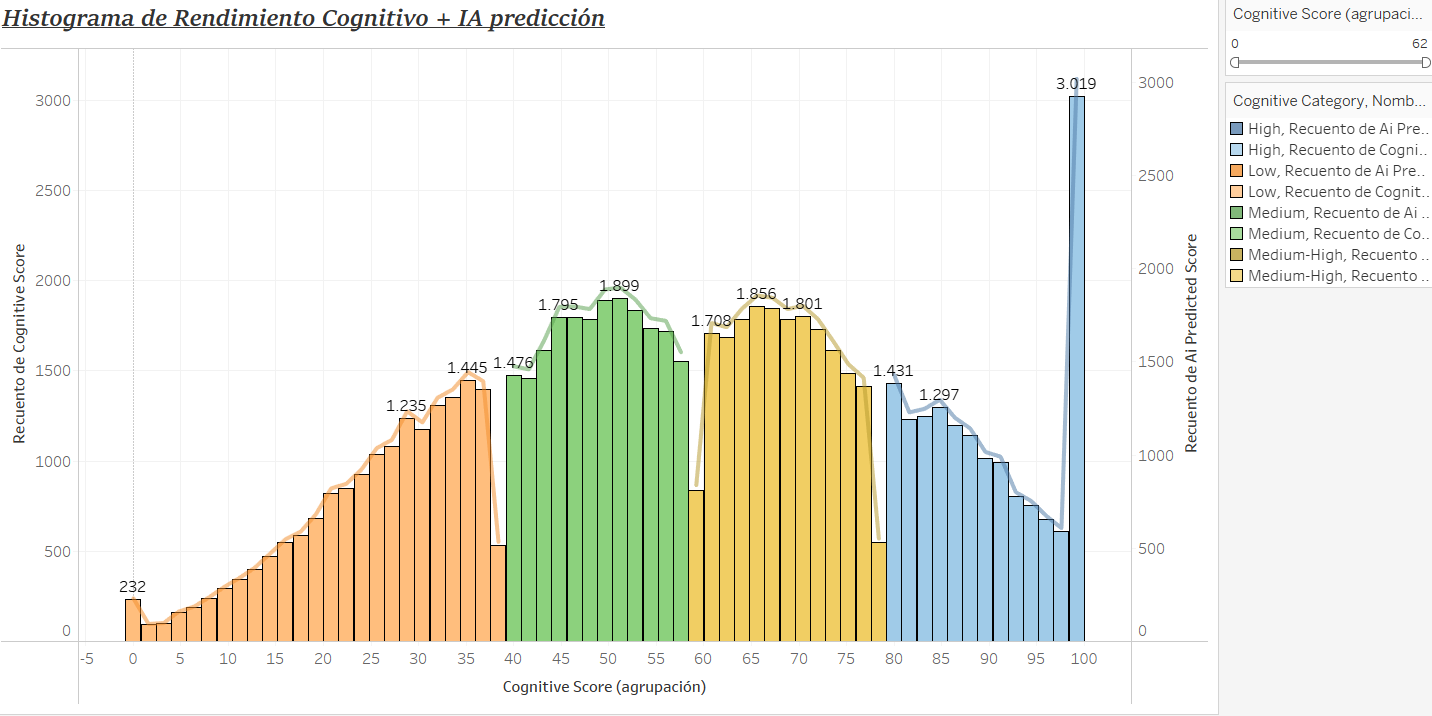 Histograma de Rendimiento Cognitivo + IA predicción
Recuento de Cognitive Score
3000
2500
2000
1500
1000
500
0
232
1.235
1.445
1.476
1.795
1.899
1.708
1.856
1.801
1.431
1.297
3.019
3000
2500
2000
1500
1000
500
0
Recuento de Ai Predicted Score
-5 0 5 10 15 20 25 30 35 40 45 50 55 60 65 70 75 80 85 90 95 100
Cognitive Score (agrupación)
Cognitive Score (agrupaci...
0 62
Cognitive Category, Nomb...
High, Recuento de Ai Pre..
High, Recuento de Cogni..
Low, Recuento de Ai Pre..
Low, Recuento de Cognit..
Medium, Recuento de Ai ..
Medium, Recuento de Co..
Medium-High, Recuento ..
Medium-High, Recuento ..